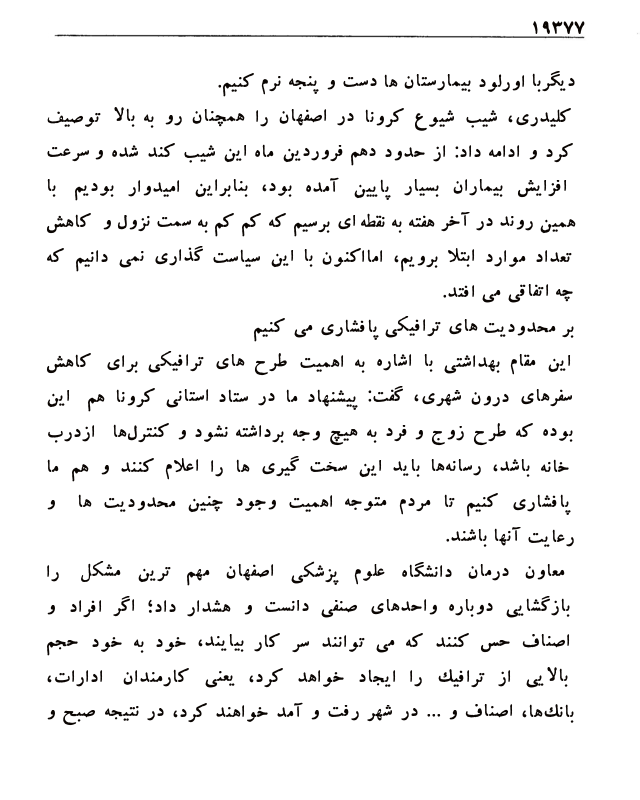 ۱۹۳۷۷
دیگربا اورلود بیمارستان ها دست و پنجه نرم کنیم.
کلیدری، شیب شیوع کرونا در اصفهان را همچنان رو به بالا توصیف
کرد و ادامه داد: از حدود دهم فروردین ماه این شیب کند شده و سرعت
افزایش بیماران بسیار پایین آمده بود، بنابراین امیدوار بودیم با
همین روند در آخر هفته به نقطه ای برسیم که کم کم به سمت نزول و کاهش
تعداد موارد ابتلا برویم، امااکنون با این سیاست گذاری نمی دانیم که
چه اتفاقی می افتد.
بر محدودیت های ترافیکی پافشاری می کنیم
این مقام بهداشتی با اشاره به اهمیت طرح های ترافیکی برای کاهش
سفرهای درون شهری، گفت: پیشنهاد ما در ستاد استانی کرونا هم این
بوده که طرح زوج و فرد به هیچ وجه برداشته نشود و کنترل‌ها ازدرب
خانه باشد، رسانه‌ها باید این سخت گیری ها را اعلام کنند و هم ما
پافشاری کنیم تا مردم متوجه اهمیت وجود چنین محدودیت ها و
رعایت آنها باشند.
معاون درمان دانشگاه علوم پزشکی اصفهان مهم ترین مشکل را
بازگشایی دوباره واحدهای صنفی دانست و هشدار داد؛ اگر افراد و
اصناف حس کنند که می توانند سر کار بیایند، خود به خود حجم
بالایی از ترافیك را ایجاد خواهد کرد، یعنی کارمندان ادارات،
بانك‌ها، اصناف و ... در شهر رفت و آمد خواهند کرد، در نتیجه صبح و